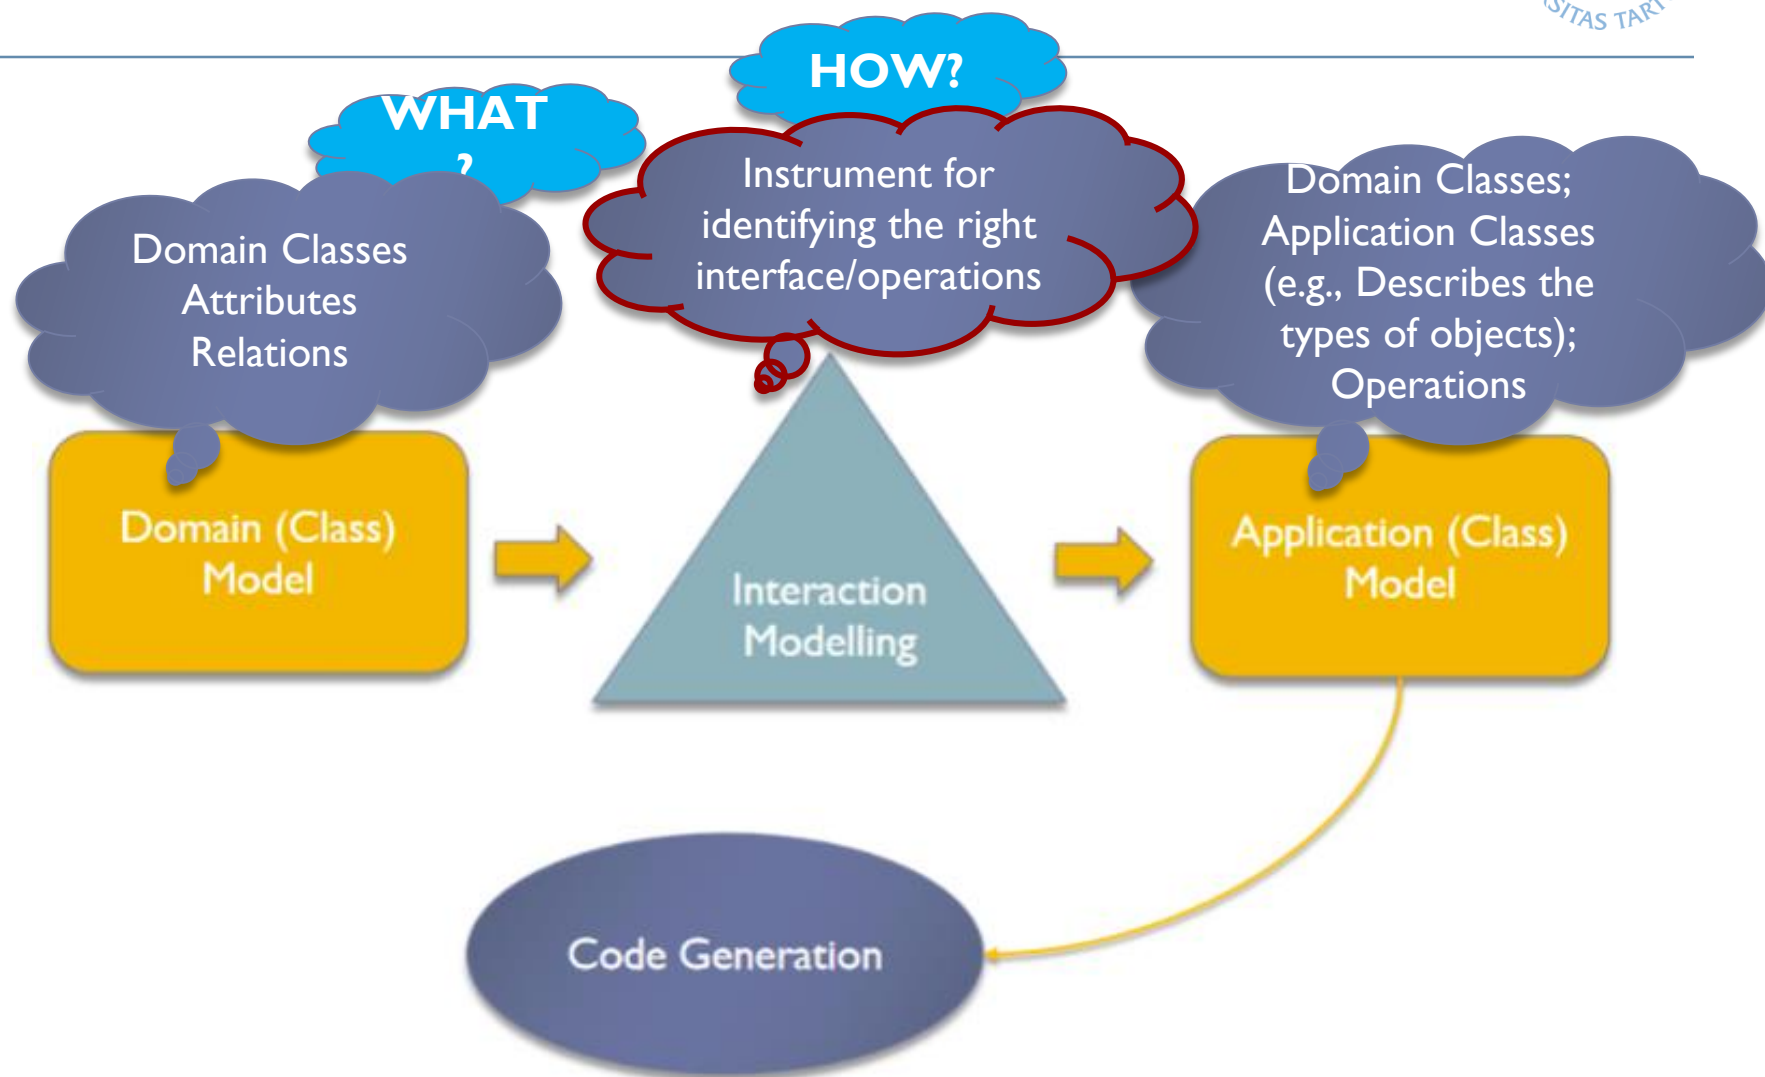 HOW?
WHAT
?
Instrument for
identifying the right
interface/operations
Domain Classes;
Application Classes
(e.g., Describes the
types of objects);
Operations
Domain Classes
Attributes
Relations
Domain (Class)
Model
Interaction
Modelling
Application (Class)
Model
Code Generation